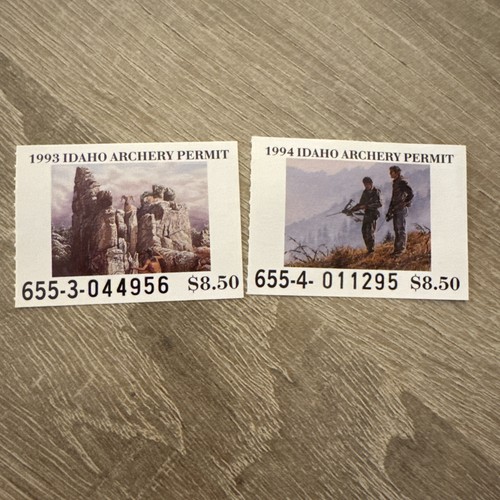 1993 IDAHO ARCHERY PERMIT
655-3-044956 $8.50
1994 IDAHO ARCHERY PERMIT
655-4- 011295 $8.50